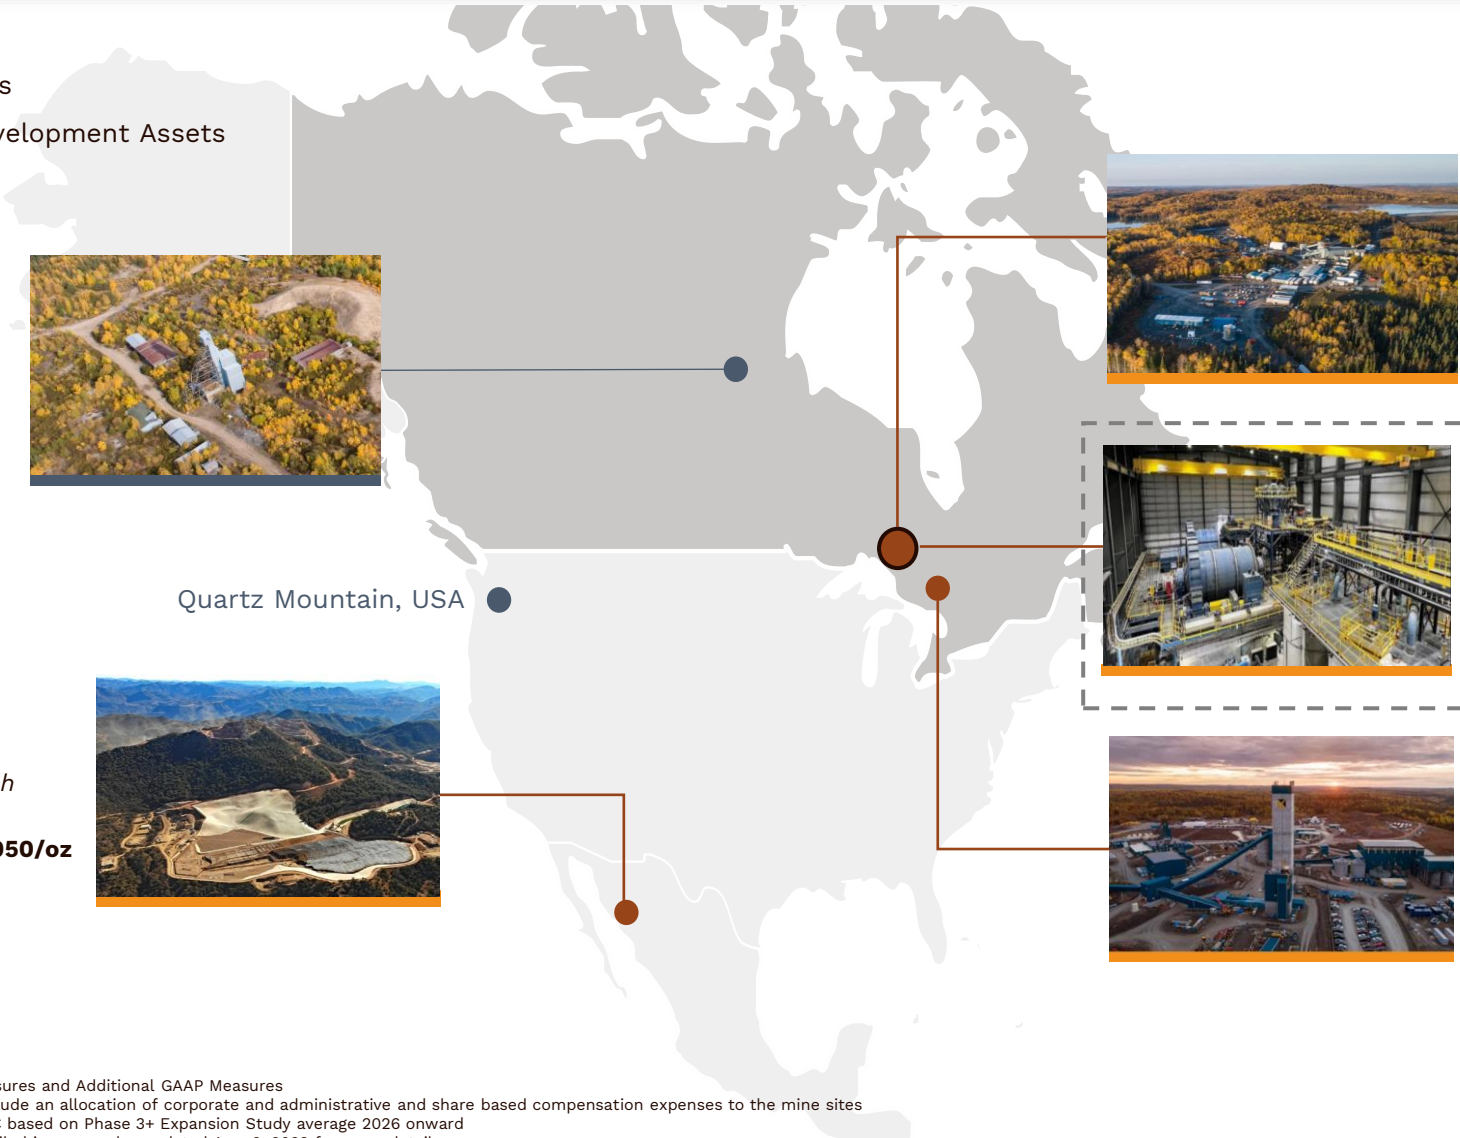 s
velopment Assets
Quartz Mountain, USA
h
950/oz
sures and Additional GAAP Measures
ude an allocation of corporate and administrative and share based compensation expenses to the mine sites
based on Phase 3+ Expansion Study average 2026 onward